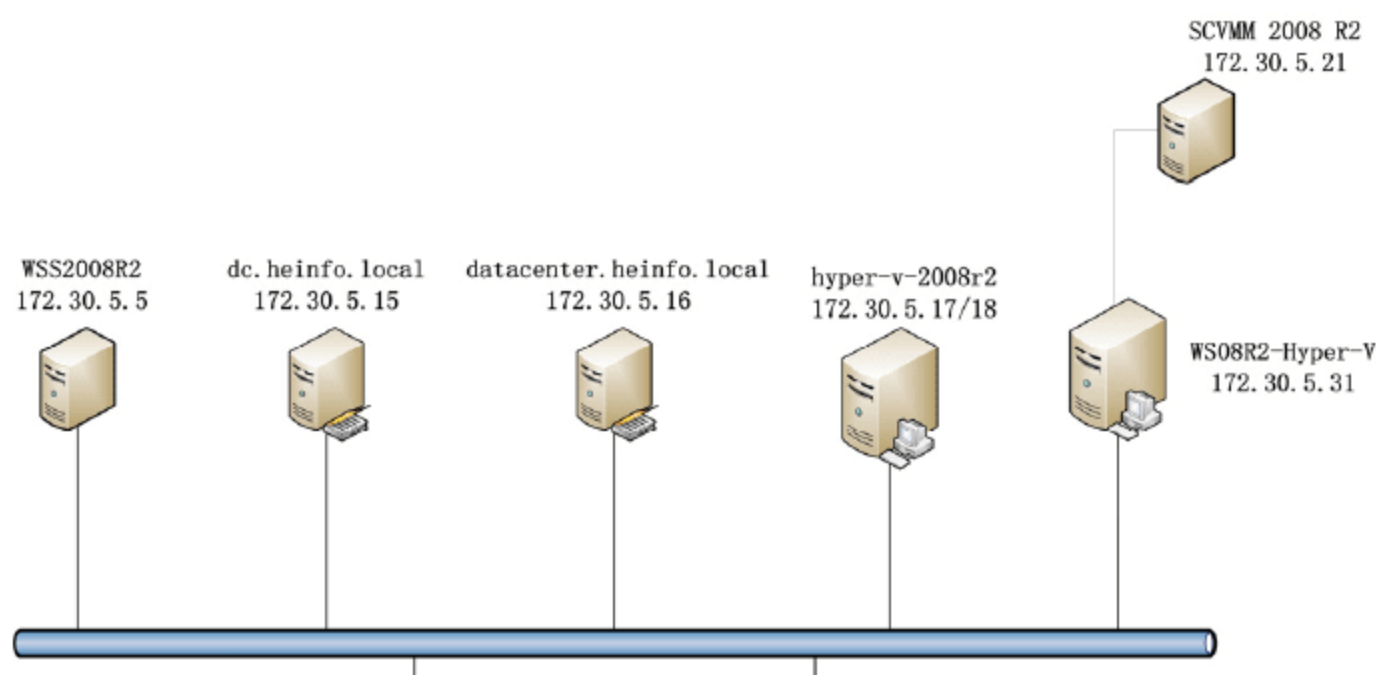 SCVMM 2008 R2
172.30.5.21
WSS2008R2
172.30.5.5
dc.heinfo.local
172.30.5.15
datacenter.heinfo.local
172.30.5.16
hyper-v-2008r2
172.30.5.17/18
WS08R2-Hyper-V
172.30.5.31